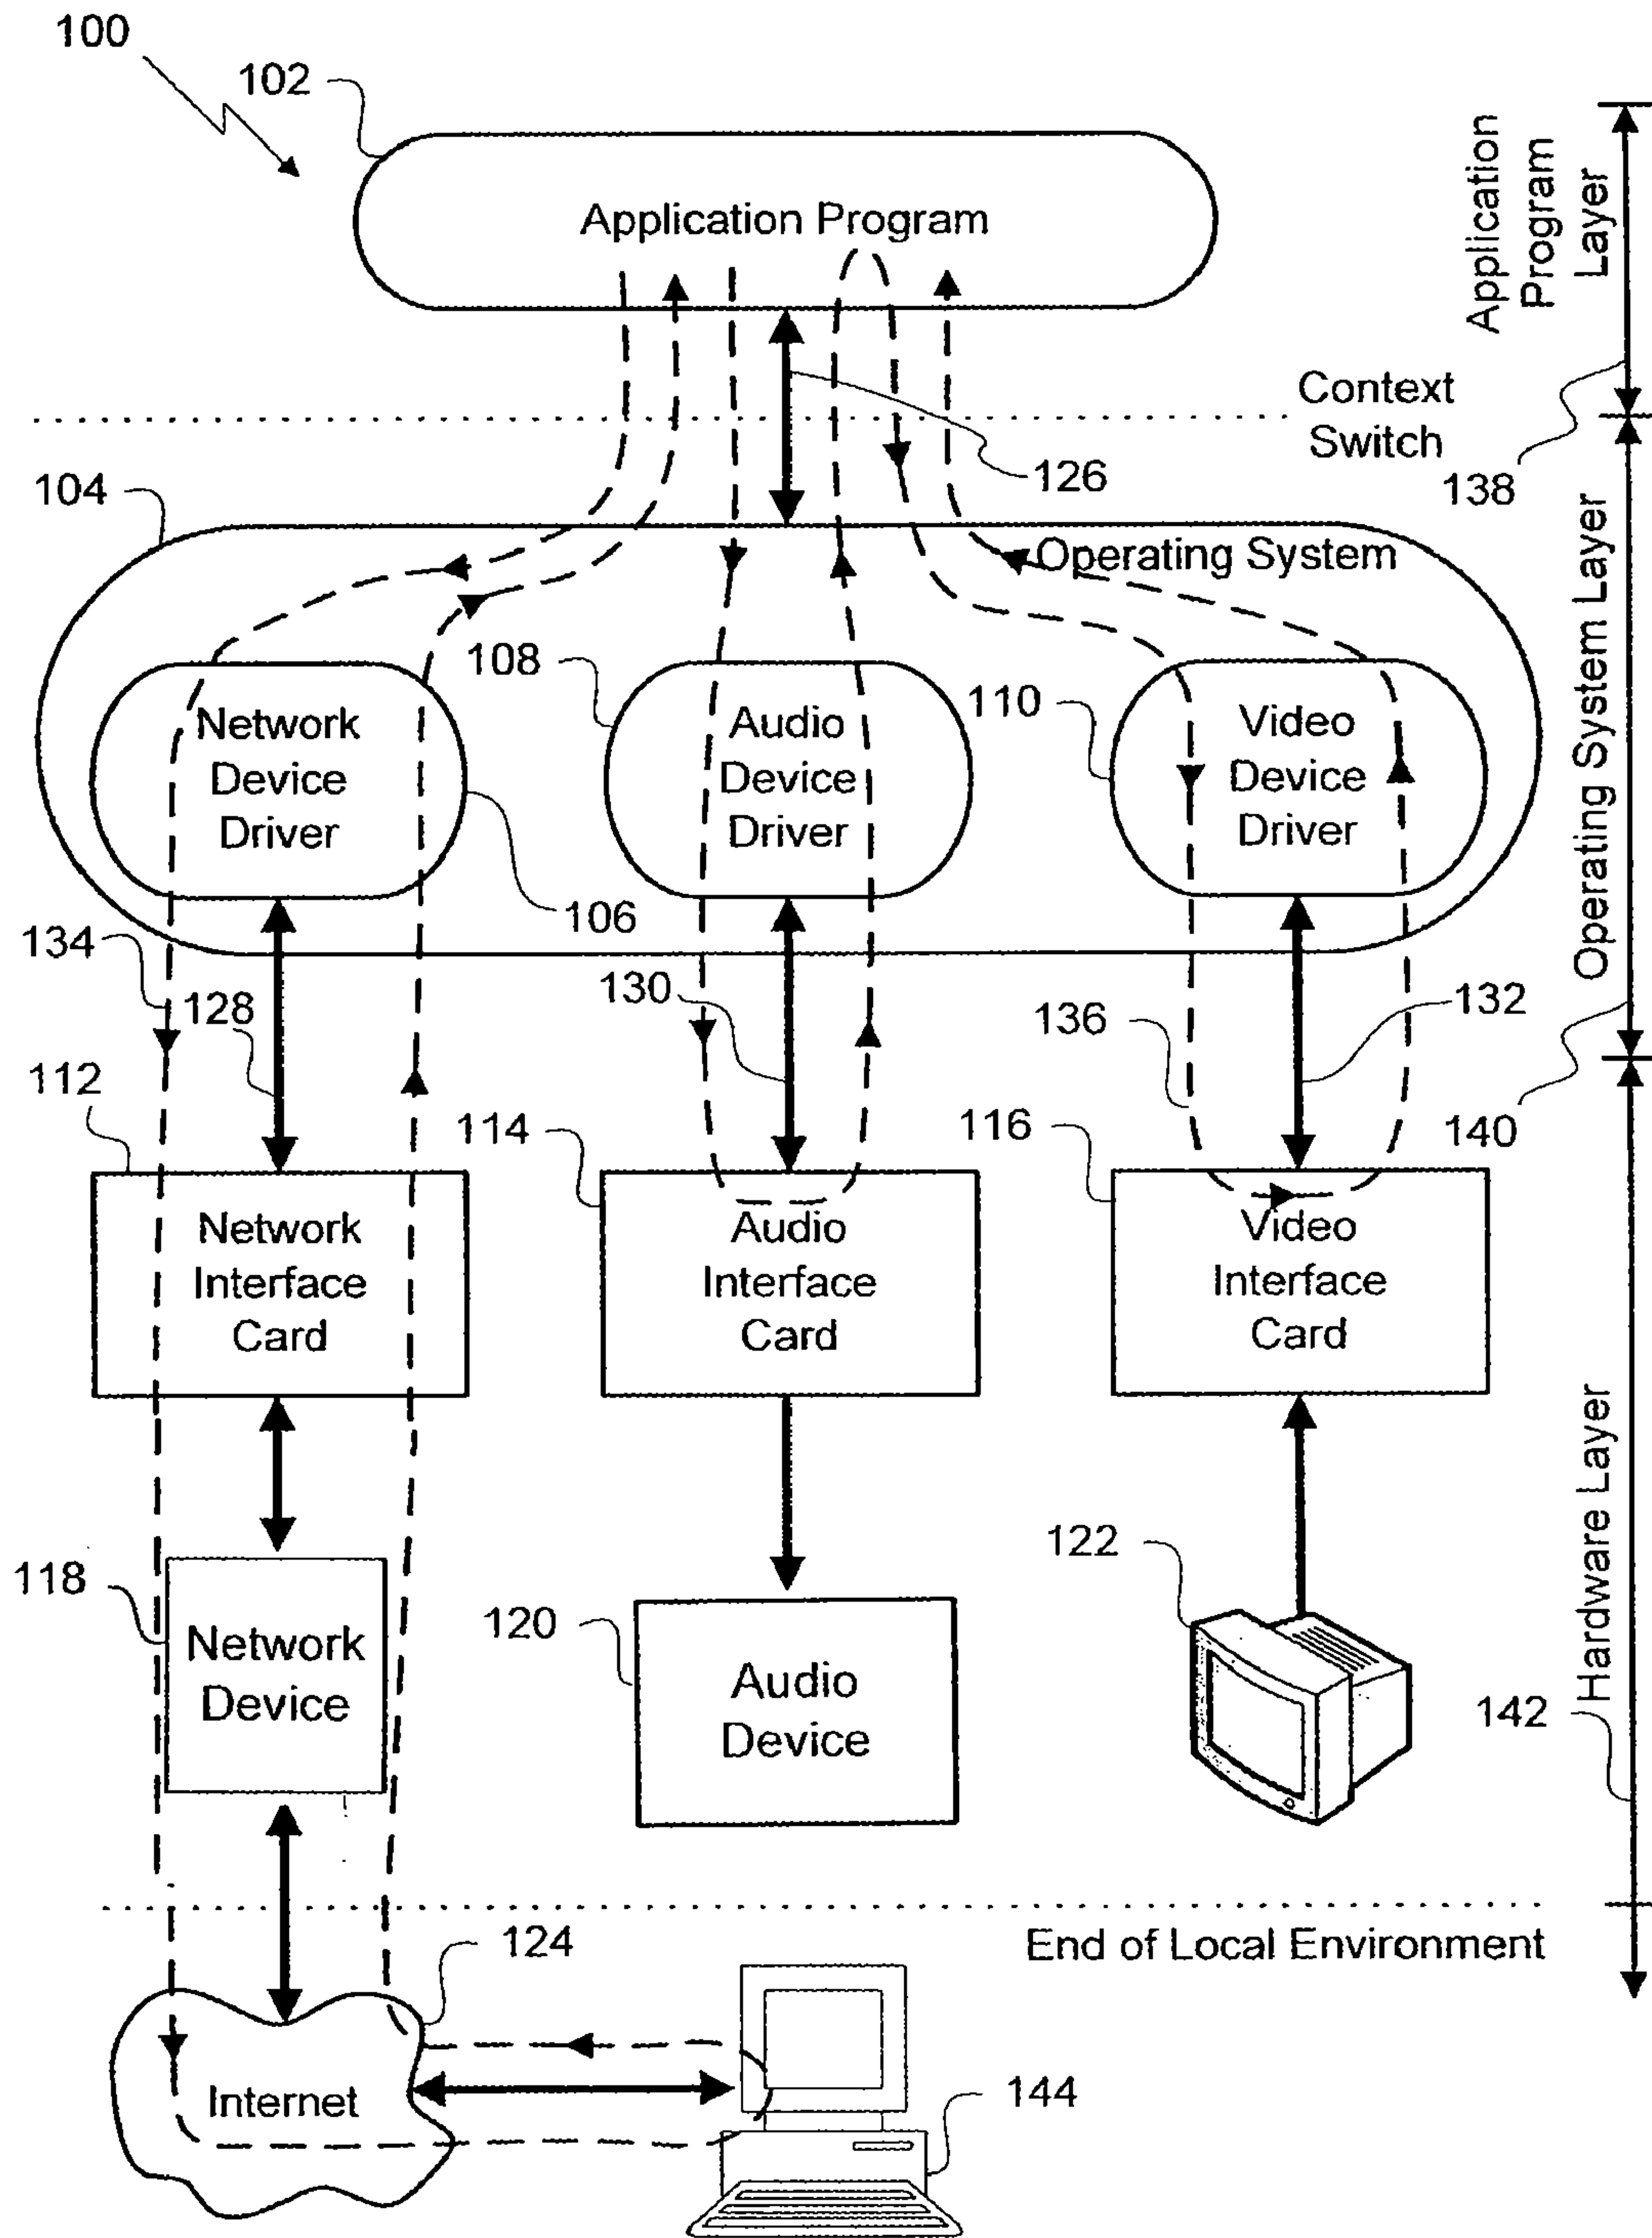 100
102
Application Program
Application
Program
Layer
Context
Switch
126
138
104
Operating System
Operating System Layer
108
110
Network
Device
Driver
Audio
Device
Driver
Video
Device
Driver
106
134
128
130
136
132
140
112
114
116
Network
Interface
Card
Audio
Interface
Card
Video
Interface
Card
Hardware Layer
118
120
122
142
Network
Device
Audio
Device
124
End of Local Environment
Internet
144